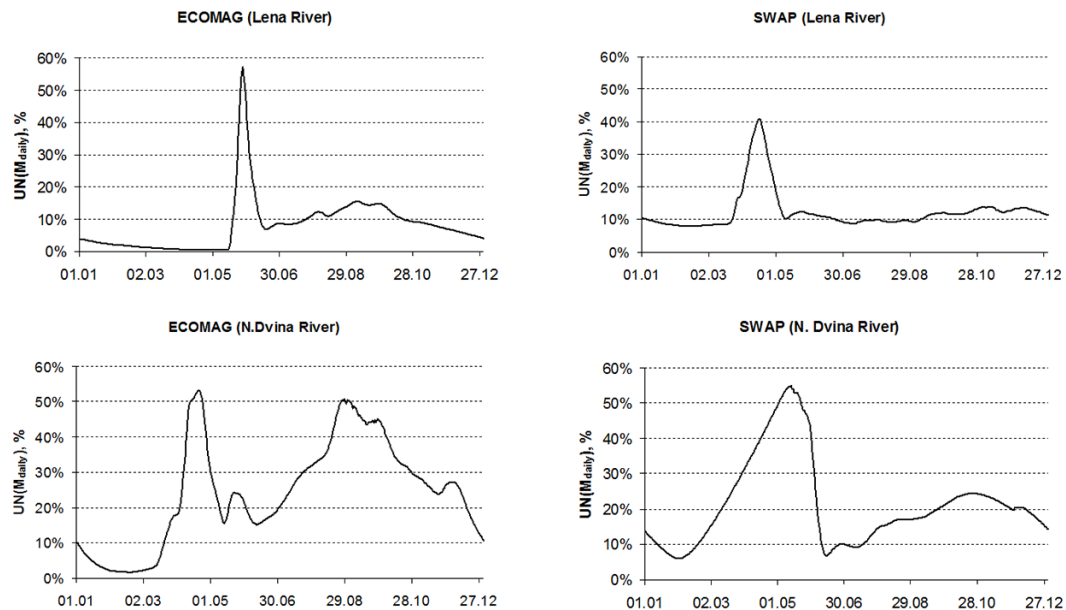 ECOMAG (Lena River)
UN(Mdaily), %
60%
50%
40%
30%
20%
10%
0%
01.01 02.03 01.05 30.06 29.08 28.10 27.12
SWAP (Lena River)
UN(Mdaily), %
60%
50%
40%
30%
20%
10%
0%
01.01 02.03 01.05 30.06 29.08 28.10 27.12
ECOMAG (N.Dvina River)
UN(Mdaily), %
60%
50%
40%
30%
20%
10%
0%
01.01 02.03 01.05 30.06 29.08 28.10 27.12
SWAP (N. Dvina River)
UN(Mdaily), %
60%
50%
40%
30%
20%
10%
0%
01.01 02.03 01.05 30.06 29.08 28.10 27.12